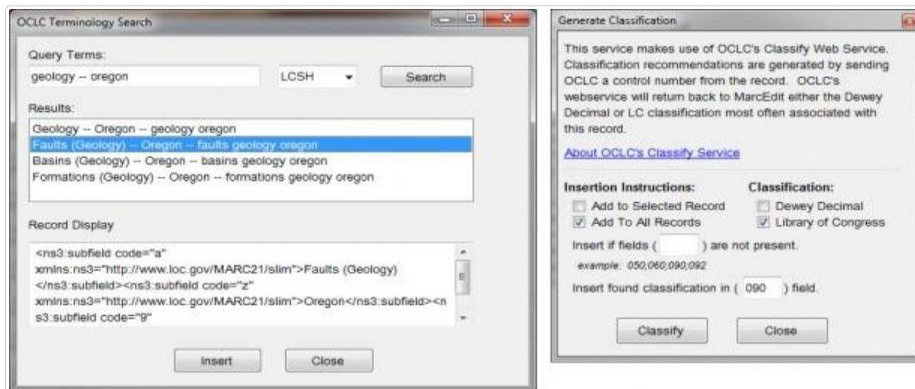 OCLC Terminology Search
Query Terms:
geology -- oregon
LCSH
Search
Results:
Geology -- Oregon -- geology oregon
Faults (Geology) -- Oregon -- faults geology oregon
Basins (Geology) -- Oregon -- basins geology oregon
Formations (Geology) -- Oregon -- formations geology oregon
Record Display
<ns3:subfield code="a"
xmlns:ns3="http://www.loc.gov/MARC21/slim">Faults (Geology)
</ns3:subfield><ns3:subfield code="z"
xmlns:ns3="http://www.loc.gov/MARC21/slim">Oregon</ns3:subfield><n
s3:subfield code="9"
Insert Close
Generate Classification
This service makes use of OCLC's Classify Web Service.
Classification recommendations are generated by sending
OCLC a control number from the record. OCLC's
webservice will return back to MarcEdit either the Dewey
Decimal or LC classification most often associated with
this record.
About OCLC's Classify Service
Insertion Instructions: Classification:
Add to Selected Record Dewey Decimal
Add To All Records Library of Congress
Insert if fields ( ) are not present.
example: 050;060;090;092
Insert found classification in ( 090 ) field.
Classify Close